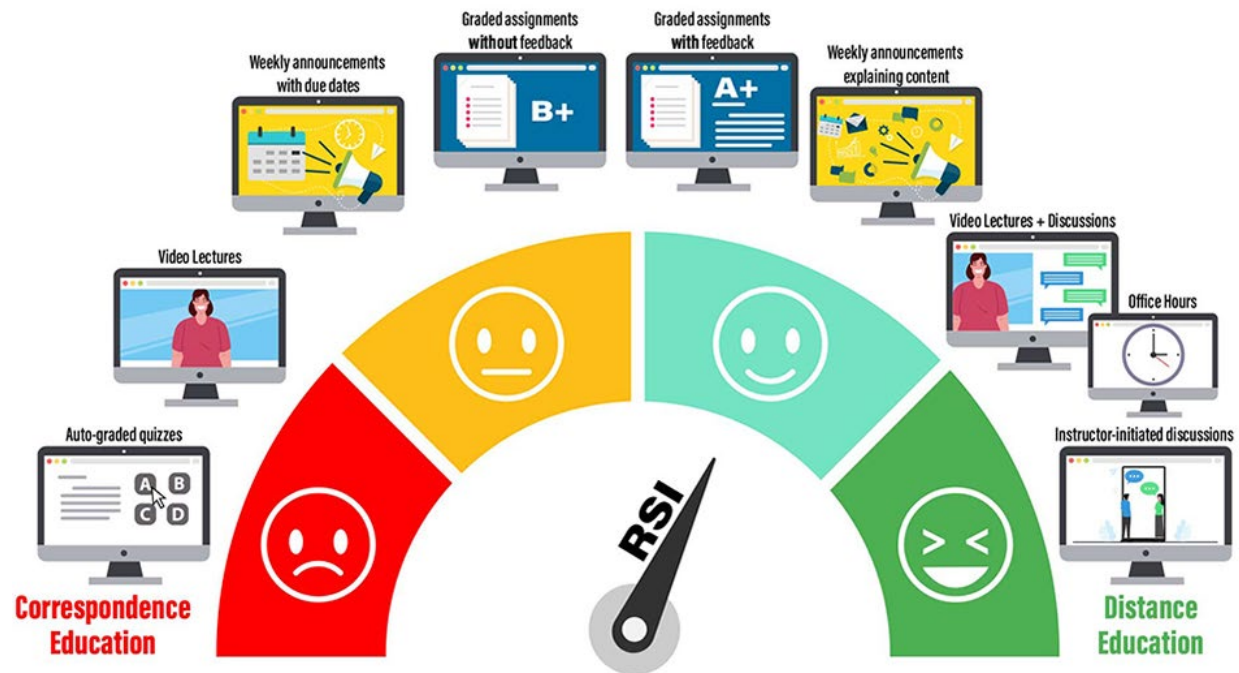 Graded assignments
without feedback
Graded assignments
with feedback
Weekly announcements
with due dates
Weekly announcements
explaining content
B+
A+
Video Lectures
Video Lectures + Discussions
Office Hours
Auto-graded quizzes
A B
C D
Instructor-initiated discussions
RSI
Correspondence
Education
Distance
Education